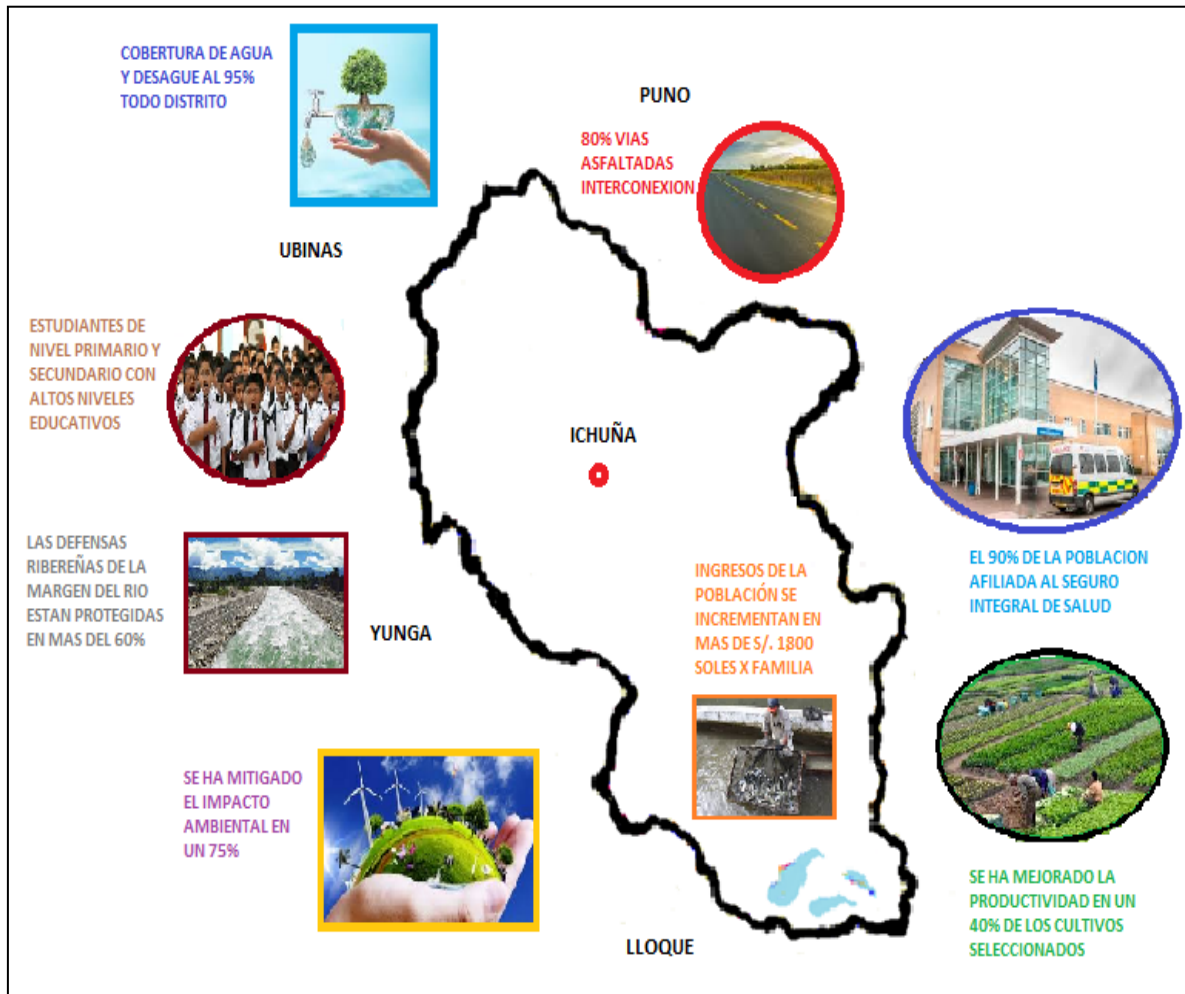 COBERTURA DE AGUA
Y DESAGUE AL 95%
TODO DISTRITO
PUNO
80% VIAS
ASFALTADAS
INTERCONEXION
UBINAS
ESTUDIANTES DE
NIVEL PRIMARIO Y
SECUNDARIO CON
ALTOS NIVELES
EDUCATIVOS
ICHUÑA
LAS DEFENSAS
RIBEREÑAS DE LA
MARGEN DEL RIO
ESTAN PROTEGIDAS
EN MAS DEL 60%
YUNGA
INGRESOS DE LA
POBLACIÓN SE
INCREMENTAN EN
MAS DE S/. 1,800
SOLES X FAMILIA
EL 90% DE LA POBLACION
AFILIADA AL SEGURO
INTEGRAL DE SALUD
SE HA MITIGADO
EL IMPACTO
AMBIENTAL EN
UN 75%
SE HA MEJORADO LA
PRODUCTIVIDAD EN UN
40% DE LOS CULTIVOS
SELECCIONADOS
LLOQUE